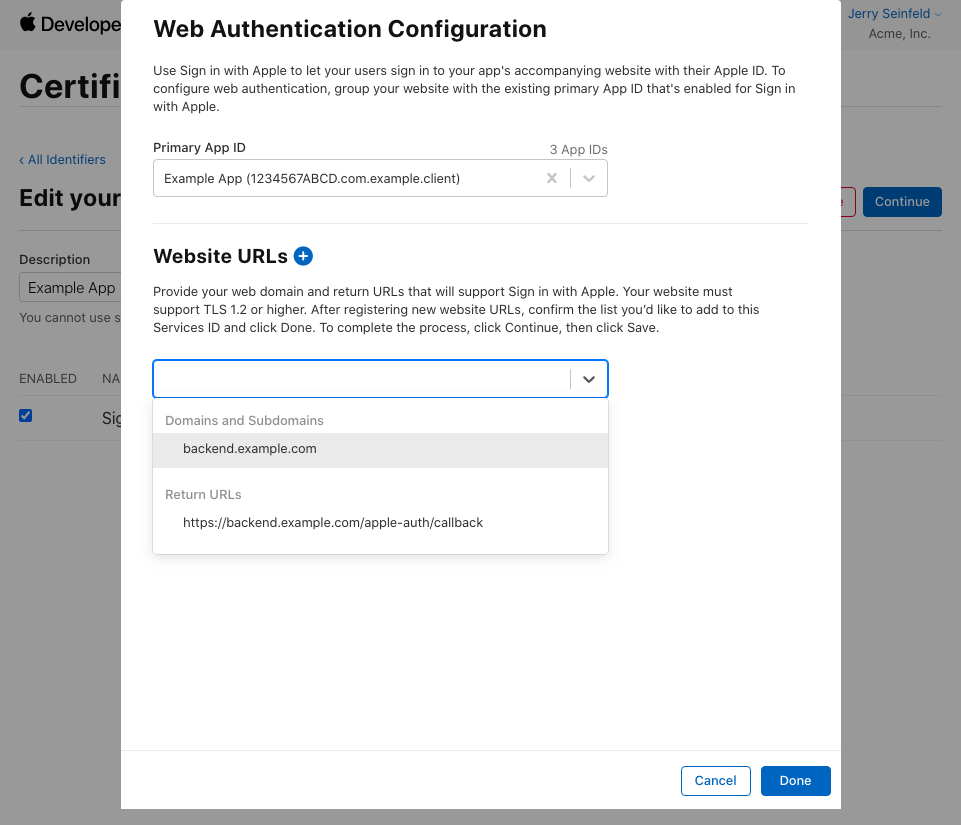 Develope
Jerry Seinfeld
Acme, Inc.
Certifi
‹ All Identifiers
Edit your
Continue
Description
Example App
You cannot use s
ENABLED NA
Sig
Web Authentication Configuration
Use Sign in with Apple to let your users sign in to your app's accompanying website with their Apple ID. To
configure web authentication, group your website with the existing primary App ID that's enabled for Sign in
with Apple.
Primary App ID
3 App IDs
Example App (1234567ABCD.com.example.client)
Website URLs
Provide your web domain and return URLs that will support Sign in with Apple. Your website must
support TLS 1.2 or higher. After registering new website URLs, confirm the list you'd like to add to this
Services ID and click Done. To complete the process, click Continue, then click Save.
Domains and Subdomains
backend.example.com
Return URLs
https://backend.example.com/apple-auth/callback
Cancel
Done